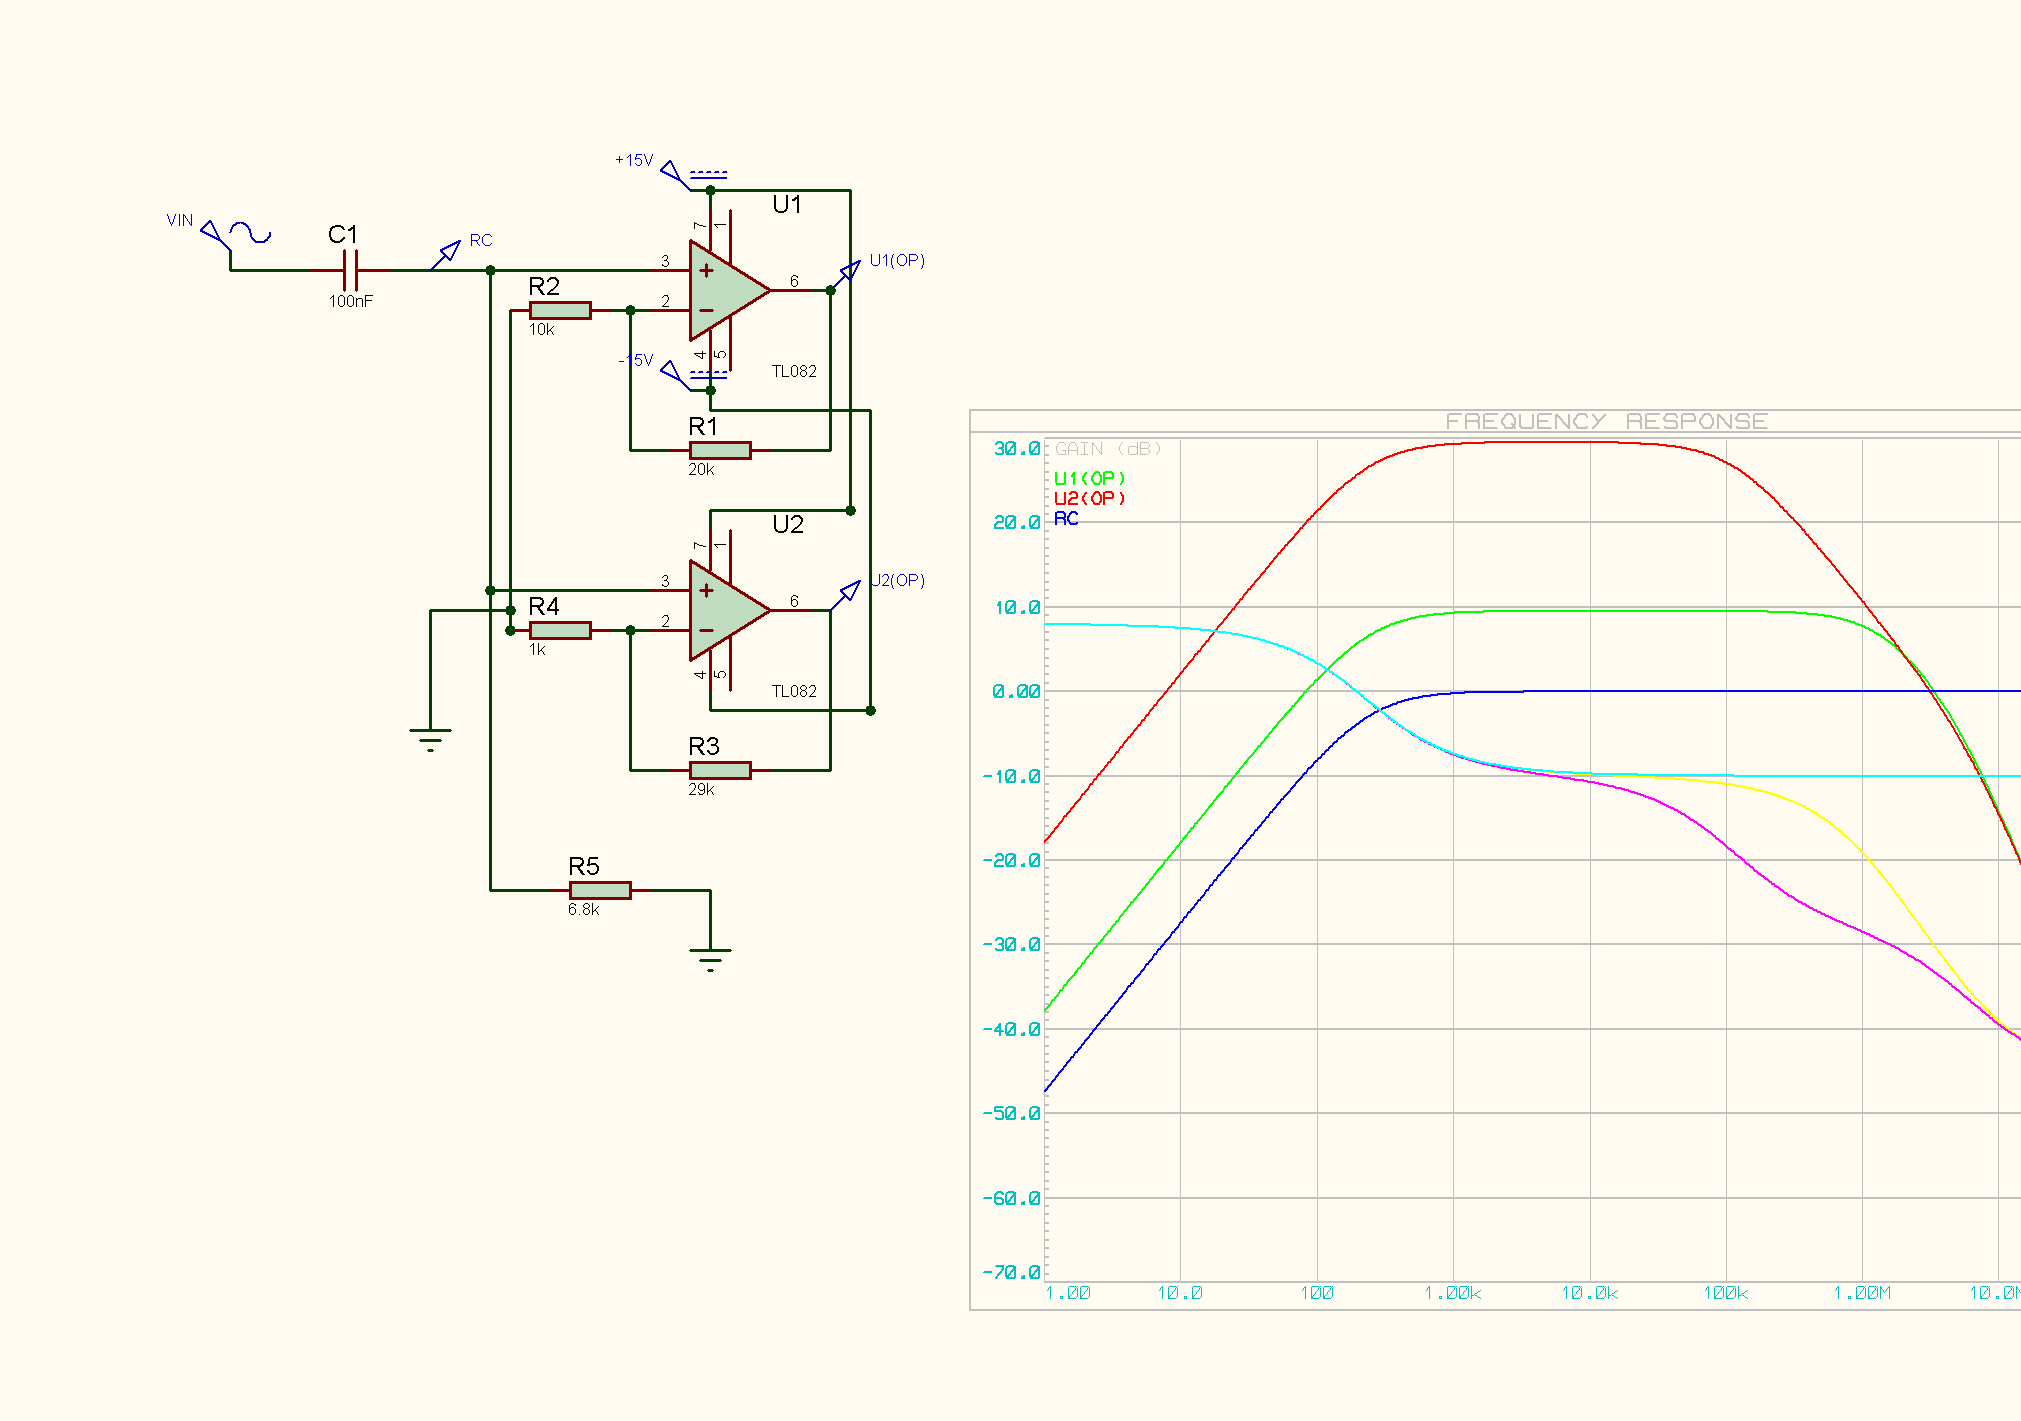 +15V
U1
VIN
7
1
C1
RC
3
6
U1(OP)
R2
100nF
2
10k
-15V
4
5
TL082
R1
20k
U2
7
1
3
6
U2(OP)
R4
2
1k
4
5
TL082
R3
29k
R5
6.8k
FREQUENCY RESPONSE
30.0
GAIN (dB)
U1(OP)
U2(OP)
20.0
RC
10.0
0.00
-10.0
-20.0
-30.0
-40.0
-50.0
-60.0
-70.0
1.00 10.0 100 1.00k 10.0k 100k 1.00M 10.0M